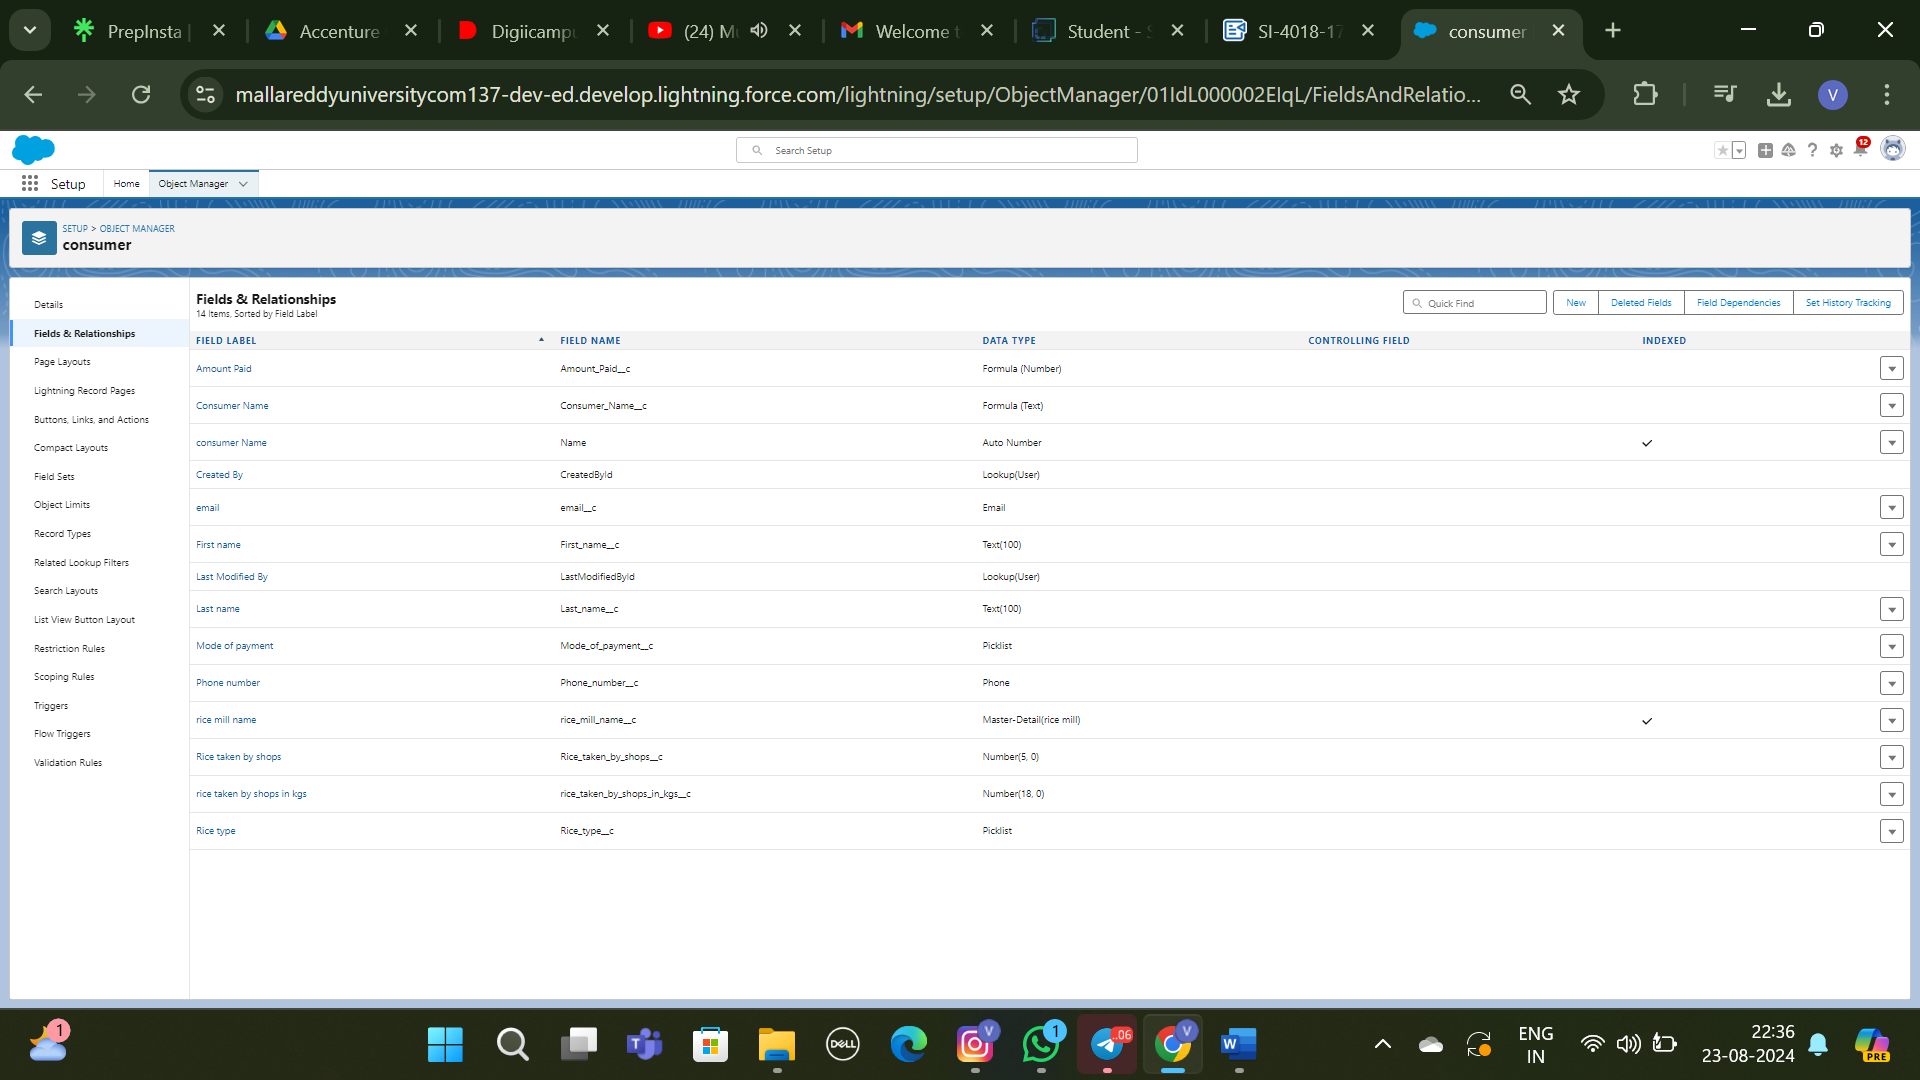 PrepInsta
Accenture
Digiicampu
(24) Mu
Welcome t
Student - S
SI-4018-17
consumer
mallareddyuniversitycom137-dev-ed.develop.lightning.force.com/lightning/setup/ObjectManager/01IdL000002EIqL/FieldsAndRelatio...
V
Search Setup
12
Setup
Home
Object Manager
SETUP > OBJECT MANAGER
consumer
Details
Fields & Relationships
Page Layouts
Lightning Record Pages
Buttons, Links, and Actions
Compact Layouts
Field Sets
Object Limits
Record Types
Related Lookup Filters
Search Layouts
List View Button Layout
Restriction Rules
Scoping Rules
Triggers
Flow Triggers
Validation Rules
Fields & Relationships
14 Items, Sorted by Field Label
Quick Find
New
Deleted Fields
Field Dependencies
Set History Tracking
FIELD LABEL FIELD NAME DATA TYPE CONTROLLING FIELD INDEXED
Amount Paid Amount_Paid__c Formula (Number)
Consumer Name Consumer_Name__c Formula (Text)
consumer Name Name Auto Number
Created By CreatedById Lookup(User)
email email__c Email
First name First_name__c Text(100)
Last Modified By LastModifiedById Lookup(User)
Last name Last_name__c Text(100)
Mode of payment Mode_of_payment__c Picklist
Phone number Phone_number__c Phone
rice mill name rice_mill_name__c Master-Detail(rice mill)
Rice taken by shops Rice_taken_by_shops__c Number(5, 0)
rice taken by shops in kgs rice_taken_by_shops_in_kgs__c Number(18, 0)
Rice type Rice_type__c Picklist
1
T
DELL
V
1
..06
V
W
ENG
IN
22:36
23-08-2024
PRE